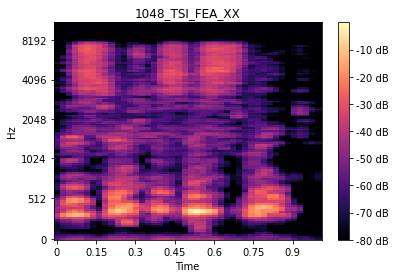 1048_TSI_FEA_XX
8192
4096
2048
1024
512
0
Hz
0 0.15 0.3 0.45 0.6 0.75 0.9
Time
-10 dB
-20 dB
-30 dB
-40 dB
-50 dB
-60 dB
-70 dB
-80 dB